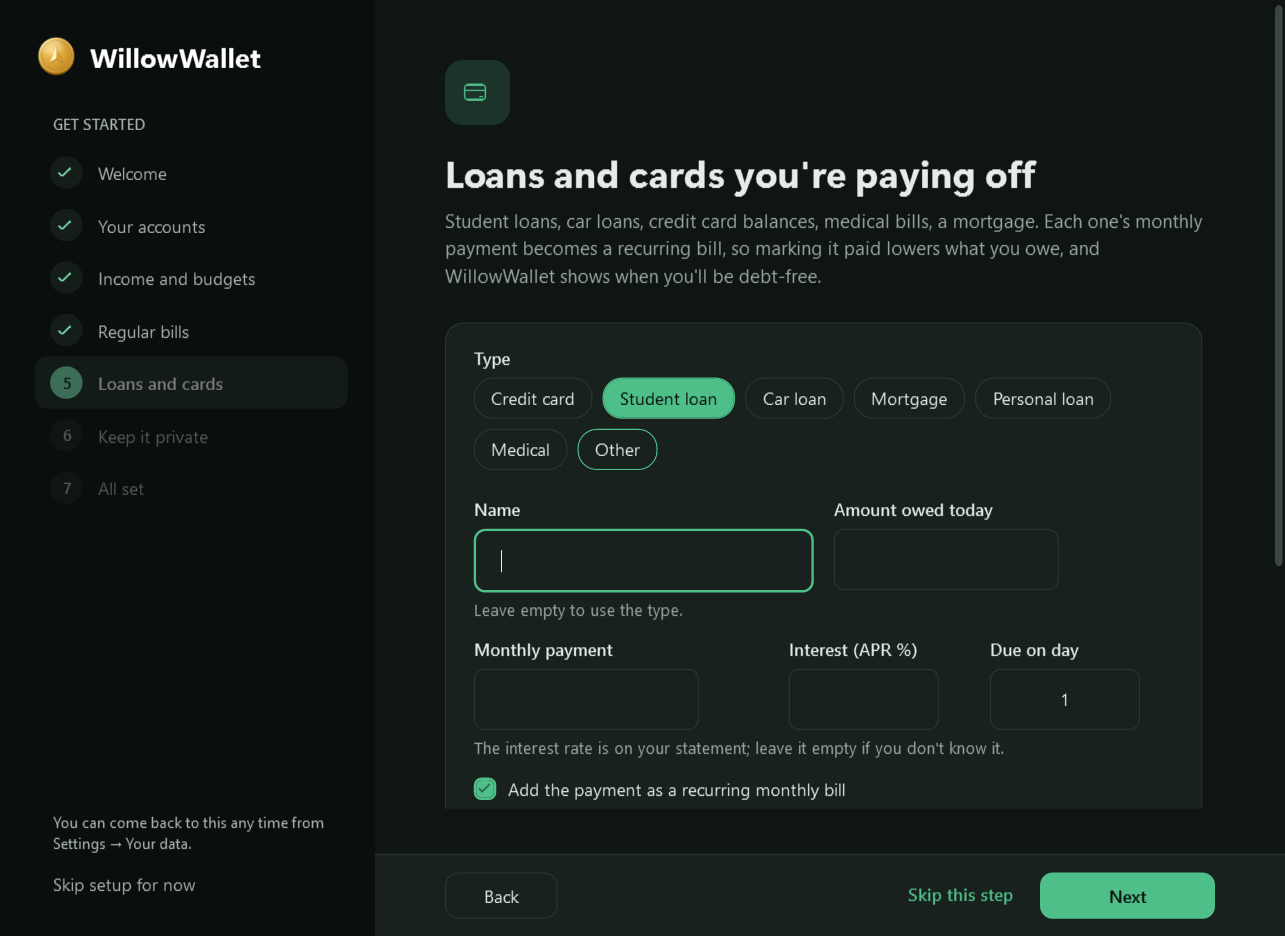 WillowWallet
GET STARTED
Welcome
Your accounts
Income and budgets
Regular bills
5 Loans and cards
6 Keep it private
7 All set
You can come back to this any time from
Settings → Your data.
Skip setup for now
Loans and cards you're paying off
Student loans, car loans, credit card balances, medical bills, a mortgage. Each one's monthly
payment becomes a recurring bill, so marking it paid lowers what you owe, and
WillowWallet shows when you'll be debt-free.
Type
Credit card Student loan Car loan Mortgage Personal loan
Medical Other
Name Amount owed today
Leave empty to use the type.
Monthly payment Interest (APR %) Due on day
1
The interest rate is on your statement; leave it empty if you don't know it.
Add the payment as a recurring monthly bill
Back Skip this step Next